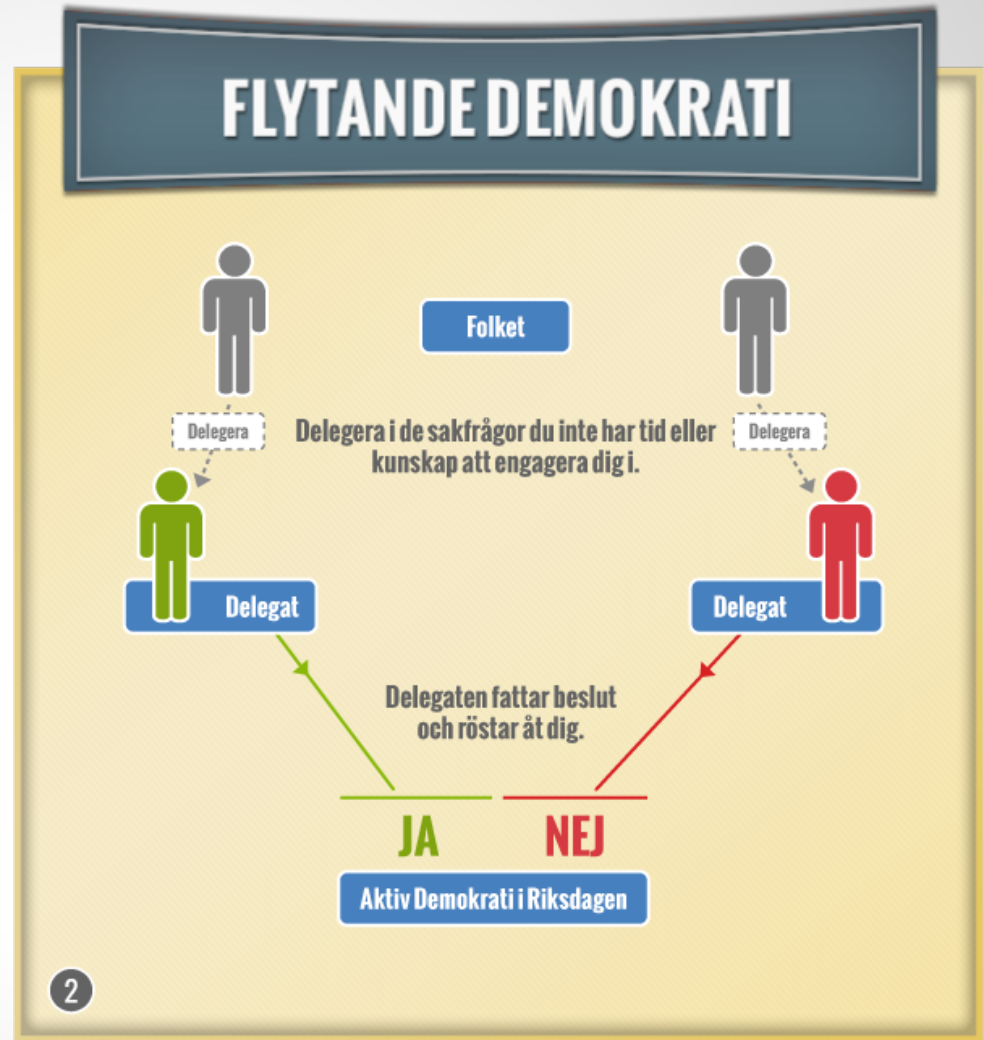 FLYTANDE DEMOKRATI
Folket
Delegera
Delegera i de sakfrågor du inte har tid eller
kunskap att engagera dig i.
Delegera
Delegat
Delegat
Delegaten fattar beslut
och röstar åt dig.
JA
NEJ
Aktiv Demokrati i Riksdagen
2